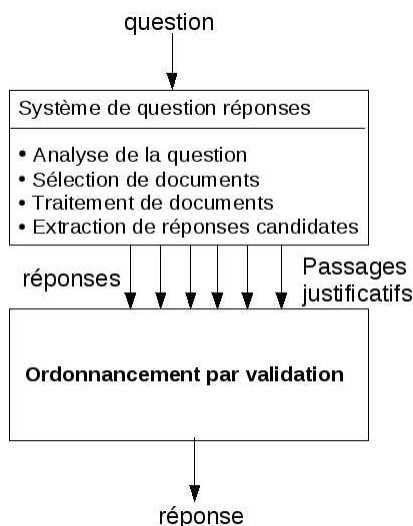 question
Système de question réponses
• Analyse de la question
• Sélection de documents
• Traitement de documents
• Extraction de réponses candidates
réponses
Passages
justificatifs
Ordonnancement par validation
réponse